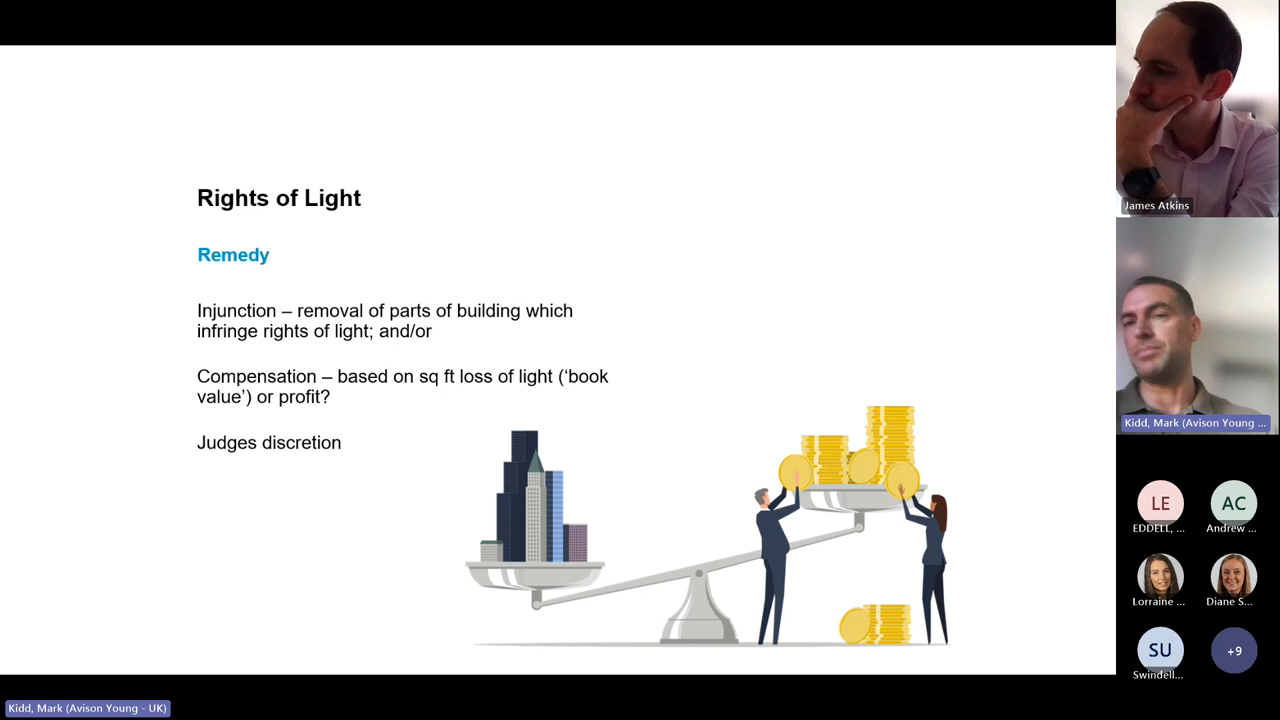 Rights of Light
Remedy
Injunction – removal of parts of building which
infringe rights of light; and/or
Compensation – based on sq ft loss of light (‘book
value’) or profit?
Judges discretion
James Atkins
Kidd, Mark (Avison Young ...
LE
AC
EDDELL, ...
Andrew ...
Lorraine ...
Diane S...
SU
+9
Swindell...
Kidd, Mark (Avison Young - UK)